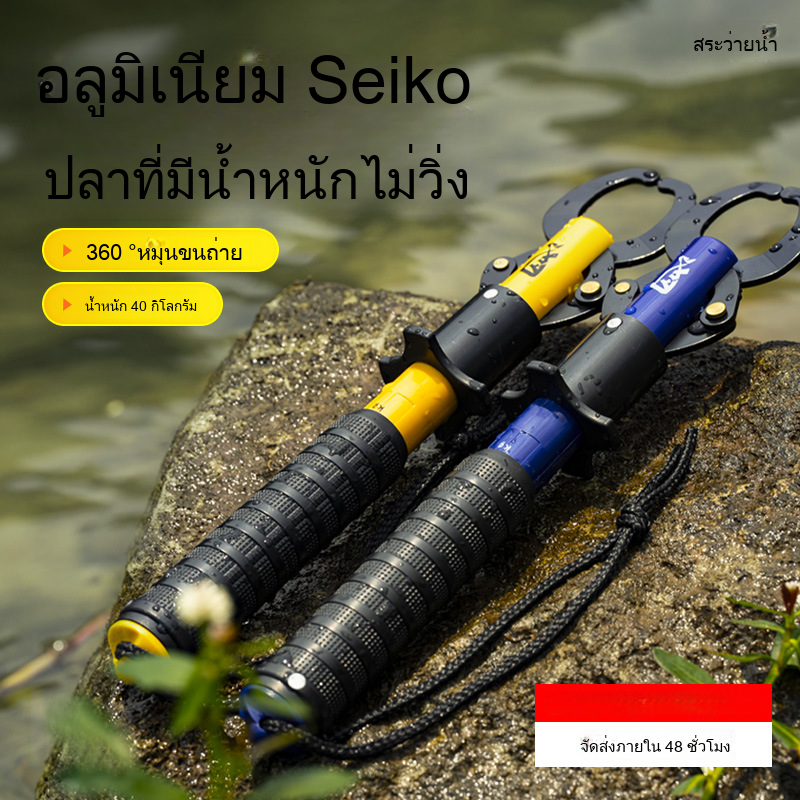 สระว่ายน้ำ
อลูมิเนียม Seiko
ปลาที่มีน้ำหนักไม่วิ่ง
360 °หมุนขนถ่าย
น้ำหนัก 40 กิโลกรัม
จัดส่งภายใน 48 ชั่วโมง